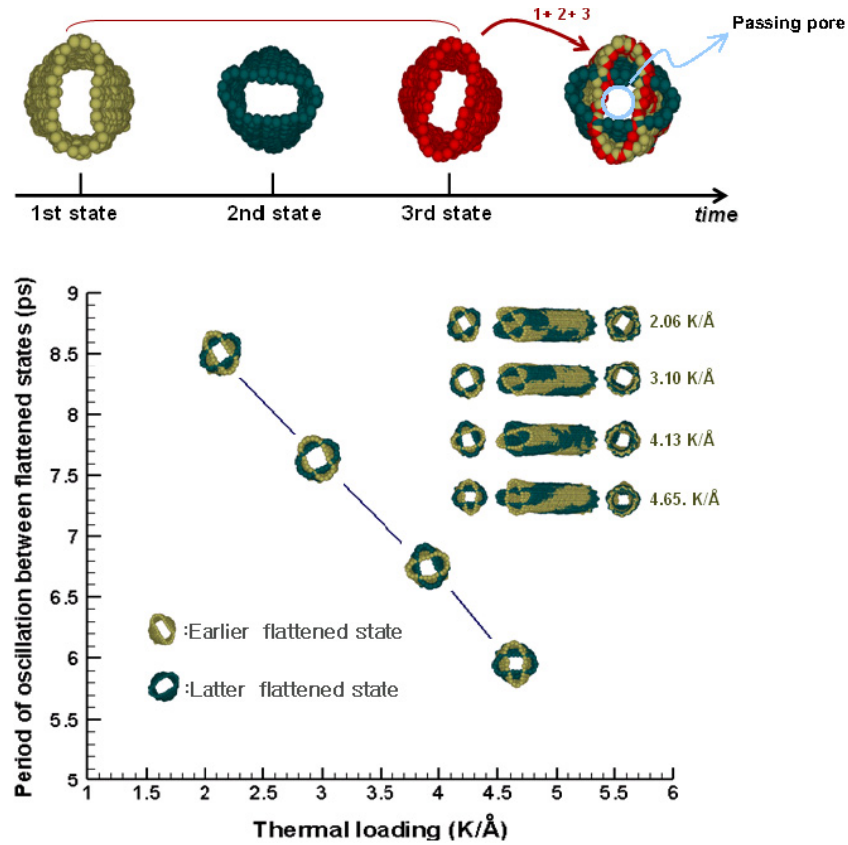 1+ 2+ 3
Passing pore
1st state
2nd state
3rd state
time
Period of oscillation between flattened states (ps)
9
8.5
8
7.5
7
6.5
6
5.5
5
2.06 K/Å
3.10 K/Å
4.13 K/Å
4.65. K/Å
:Earlier flattened state
:Latter flattened state
1 1.5 2 2.5 3 3.5 4 4.5 5 5.5 6
Thermal loading (K/Å)